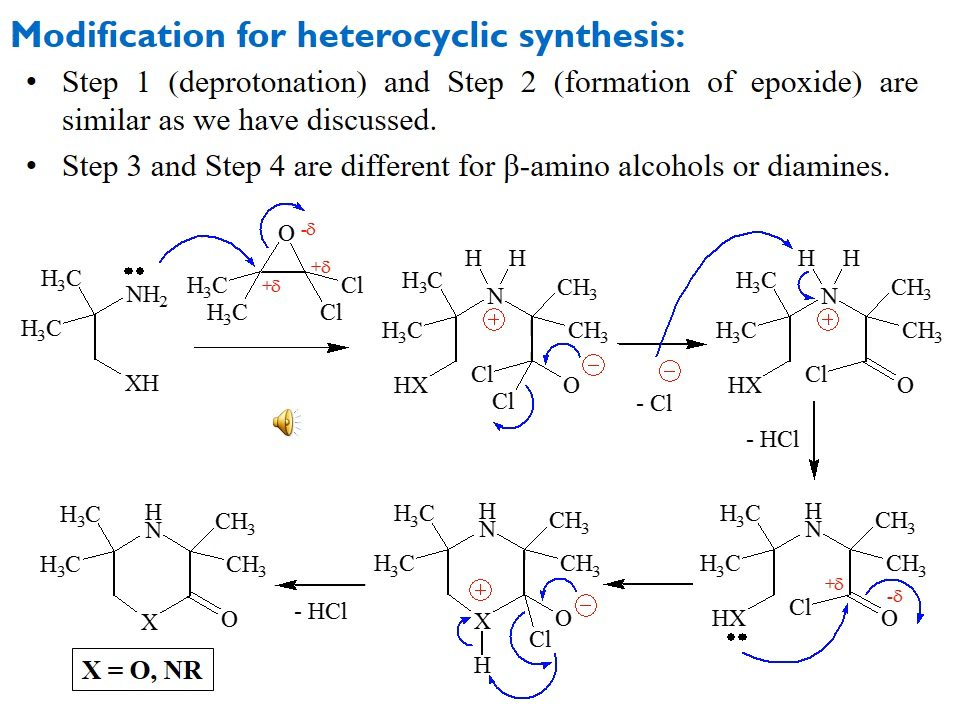 Modification for heterocyclic synthesis:
• Step 1 (deprotonation) and Step 2 (formation of epoxide) are
similar as we have discussed.
• Step 3 and Step 4 are different for β-amino alcohols or diamines.
H₃C
H₃C
NH₂
XH
O -δ
H₃C
H₃C
+δ
+δ
Cl
Cl
H H
H₃C
N
+
CH₃
H₃C
CH₃
HX
Cl
Cl
O
−
−
- Cl
H H
H₃C
N
+
CH₃
H₃C
CH₃
HX
Cl
O
- HCl
H₃C
H
N
CH₃
H₃C
CH₃
X
O
- HCl
H₃C
H
N
CH₃
H₃C
CH₃
+
X
H
Cl
O
−
H₃C
H
N
CH₃
H₃C
CH₃
HX
Cl
+δ
-δ
O
X = O, NR